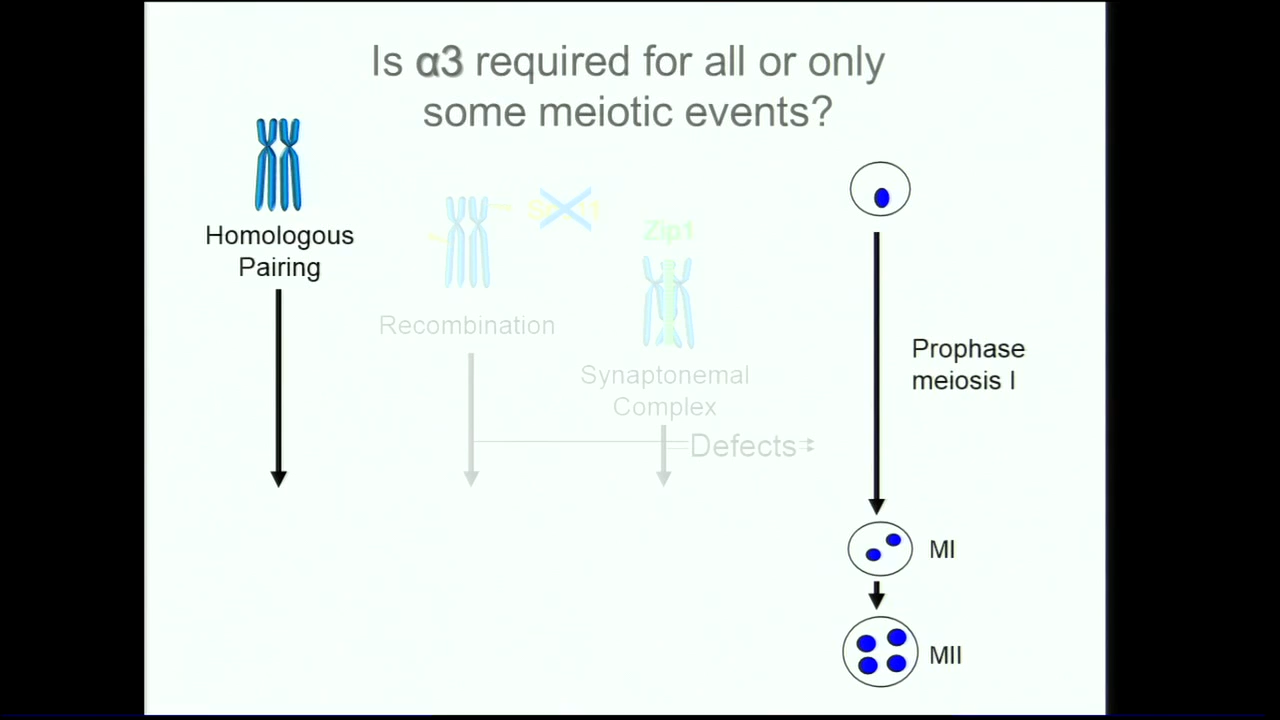 Is α3 required for all or only
some meiotic events?
Homologous
Pairing
Recombination
Zip1
Synaptonemal
Complex
Defects
Prophase
meiosis I
MI
MII